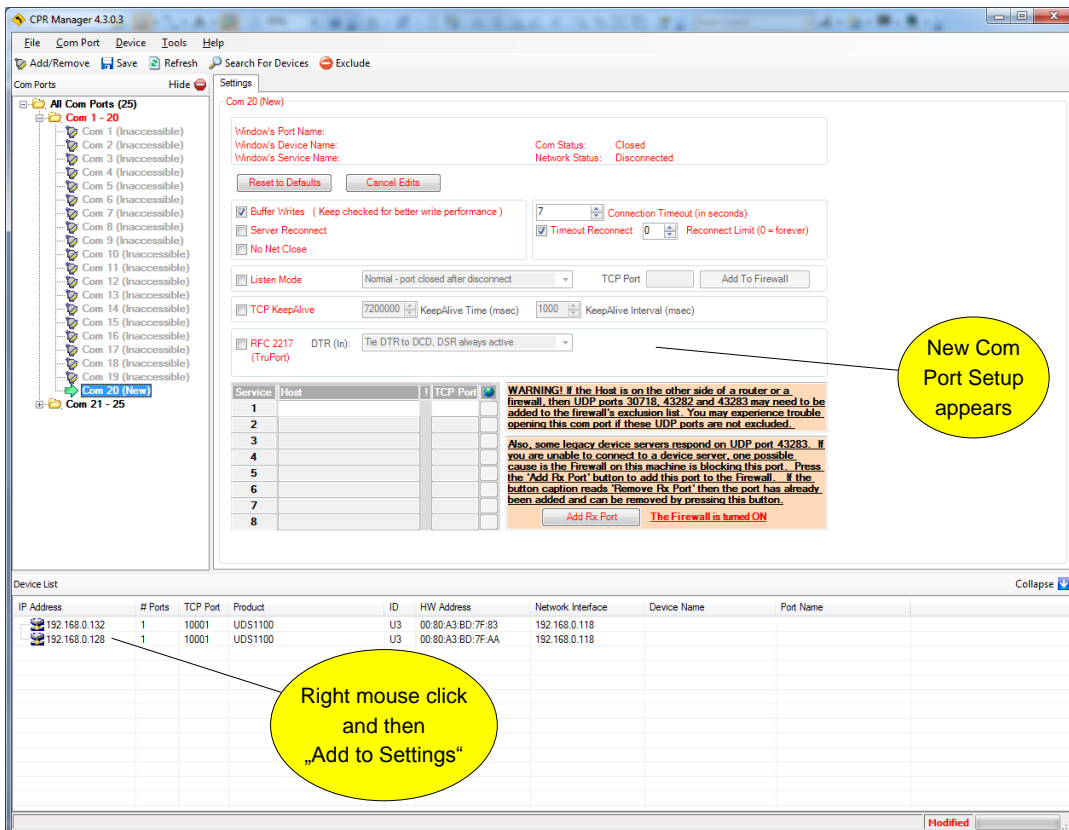 CPR Manager 4.3.0.3
File Com Port Device Tools Help
Add/Remove Save Refresh Search For Devices Exclude
Com Ports Hide
All Com Ports (25)
Com 1 - 20
Com 1 (Inaccessible)
Com 2 (Inaccessible)
Com 3 (Inaccessible)
Com 4 (Inaccessible)
Com 5 (Inaccessible)
Com 6 (Inaccessible)
Com 7 (Inaccessible)
Com 8 (Inaccessible)
Com 9 (Inaccessible)
Com 10 (Inaccessible)
Com 11 (Inaccessible)
Com 12 (Inaccessible)
Com 13 (Inaccessible)
Com 14 (Inaccessible)
Com 15 (Inaccessible)
Com 16 (Inaccessible)
Com 17 (Inaccessible)
Com 18 (Inaccessible)
Com 19 (Inaccessible)
Com 20 (New)
Com 21 - 25
Settings
Com 20 (New)
Window's Port Name:
Window's Device Name: Com Status: Closed
Window's Service Name: Network Status: Disconnected
Reset to Defaults Cancel Edits
Buffer Writes ( Keep checked for better write performance )
Server Reconnect
No Net Close
7 Connection Timeout (in seconds)
Timeout Reconnect 0 Reconnect Limit (0 = forever)
Listen Mode Normal - port closed after disconnect TCP Port Add To Firewall
TCP KeepAlive 7200000 KeepAlive Time (msec) 1000 KeepAlive Interval (msec)
RFC 2217 DTR (In): Tie DTR to DCD, DSR always active
(TruPort)
Service Host ! TCP Port
1
2
3
4
5
6
7
8
WARNING! If the Host is on the other side of a router or a
firewall, then UDP ports 30718, 43282 and 43283 may need to be
added to the firewall's exclusion list. You may experience trouble
opening this com port if these UDP ports are not excluded.
Also, some legacy device servers respond on UDP port 43283. If
you are unable to connect to a device server, one possible
cause is the Firewall on this machine is blocking this port. Press
the 'Add Rx Port' button to add this port to the Firewall. If the
button caption reads 'Remove Rx Port' then the port has already
been added and can be removed by pressing this button.
Add Rx Port The Firewall is turned ON
New Com
Port Setup
appears
Device List Collapse
IP Address # Ports TCP Port Product ID HW Address Network Interface Device Name Port Name
192.168.0.132 1 10001 UDS1100 U3 00:80:A3:BD:7F:83 192.168.0.118
192.168.0.128 1 10001 UDS1100 U3 00:80:A3:BD:7F:AA 192.168.0.118
Right mouse click
and then
„Add to Settings“
Modified